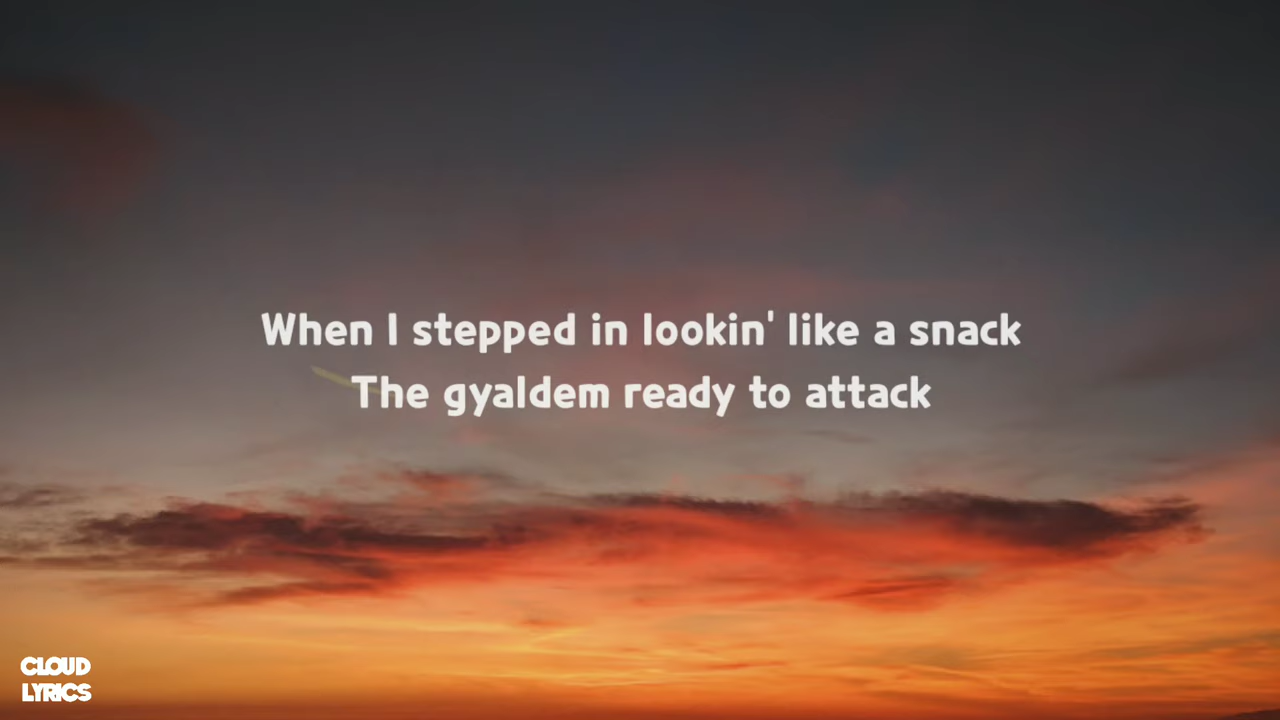 When I stepped in lookin' like a snack
The gyaldem ready to attack
CLOUD
LYRICS